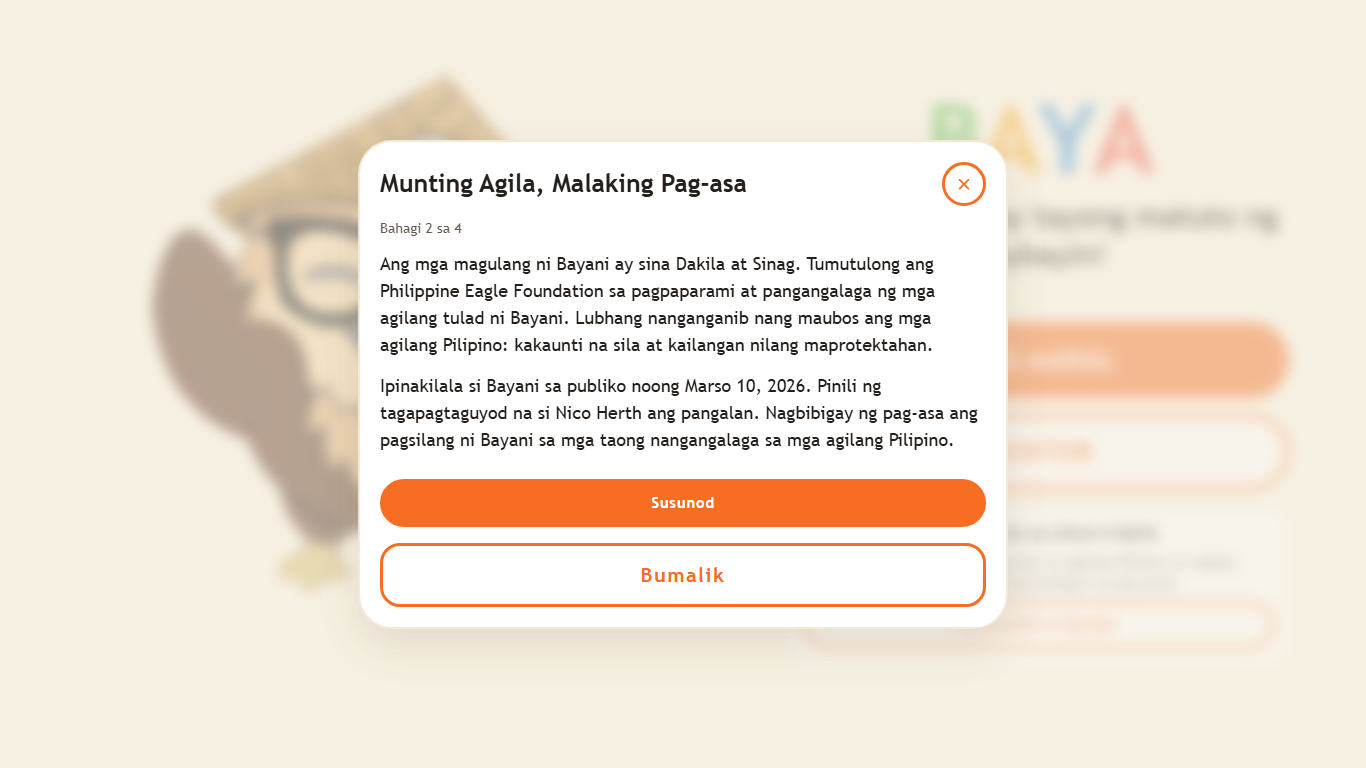 BAYA
Munting Agila, Malaking Pag-asa
Bahagi 2 sa 4
Ang mga magulang ni Bayani ay sina Dakila at Sinag. Tumutulong ang
Philippine Eagle Foundation sa pagpaparami at pangangalaga ng mga
agilang tulad ni Bayani. Lubhang nanganganib nang maubos ang mga
agilang Pilipino: kakaunti na sila at kailangan nilang maprotektahan.
Ipinakilala si Bayani sa publiko noong Marso 10, 2026. Pinili ng
tagapagtaguyod na si Nico Herth ang pangalan. Nagbibigay ng pag-asa ang
pagsilang ni Bayani sa mga taong nangangalaga sa mga agilang Pilipino.
Susunod
Bumalik
tayong matuto ng